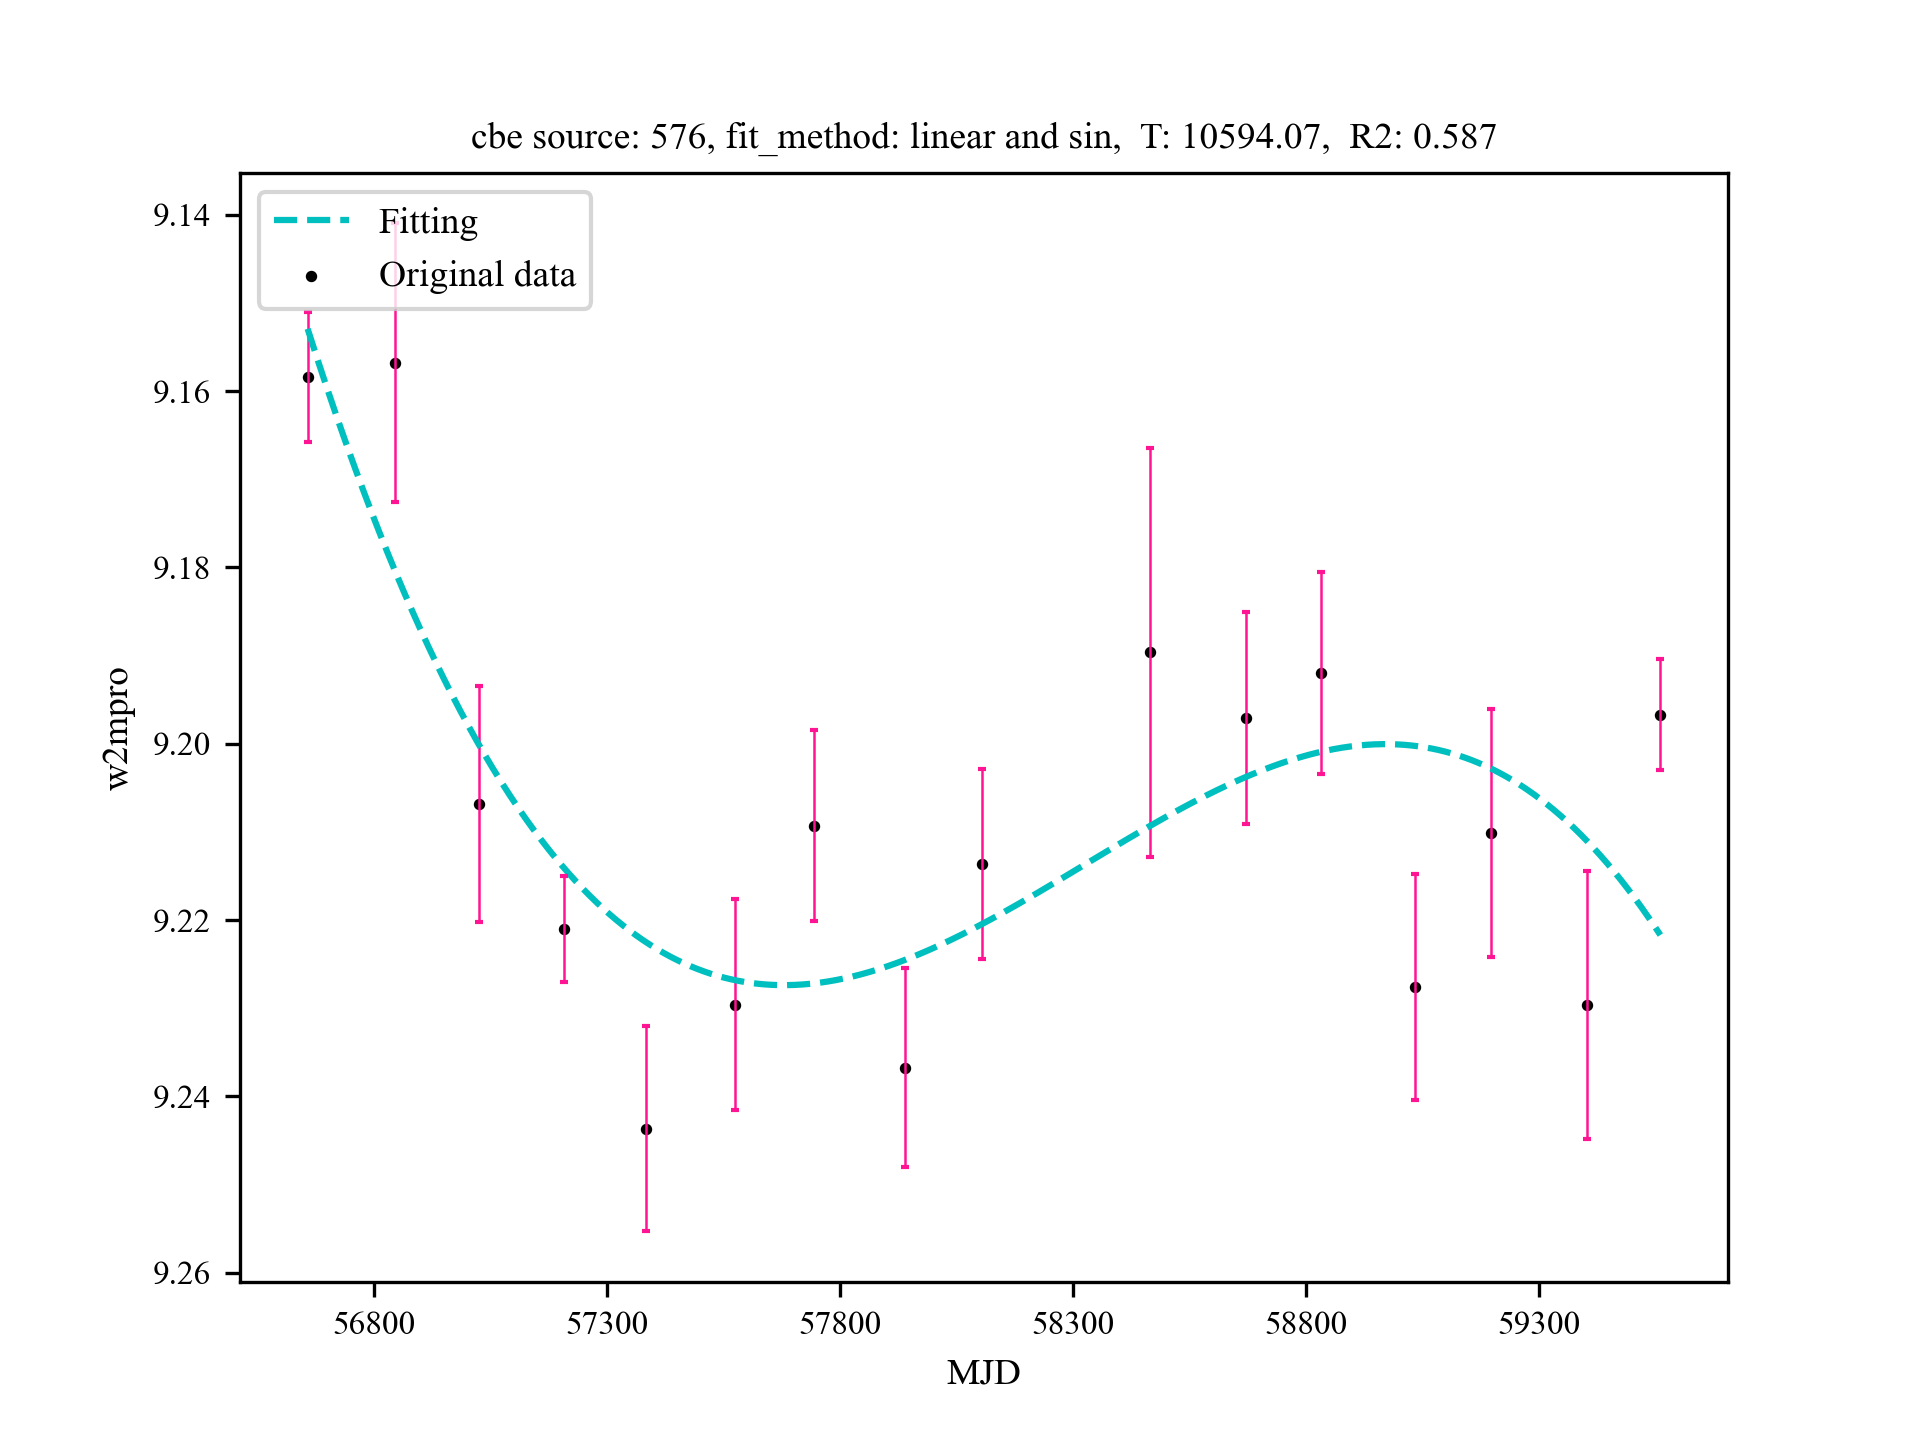 cbe source: 576, fit_method: linear and sin,  T: 10594.07,  R2: 0.587
Fitting
Original data
9.14
9.16
9.18
9.20
9.22
9.24
9.26
w2mpro
56800
57300
57800
58300
58800
59300
MJD